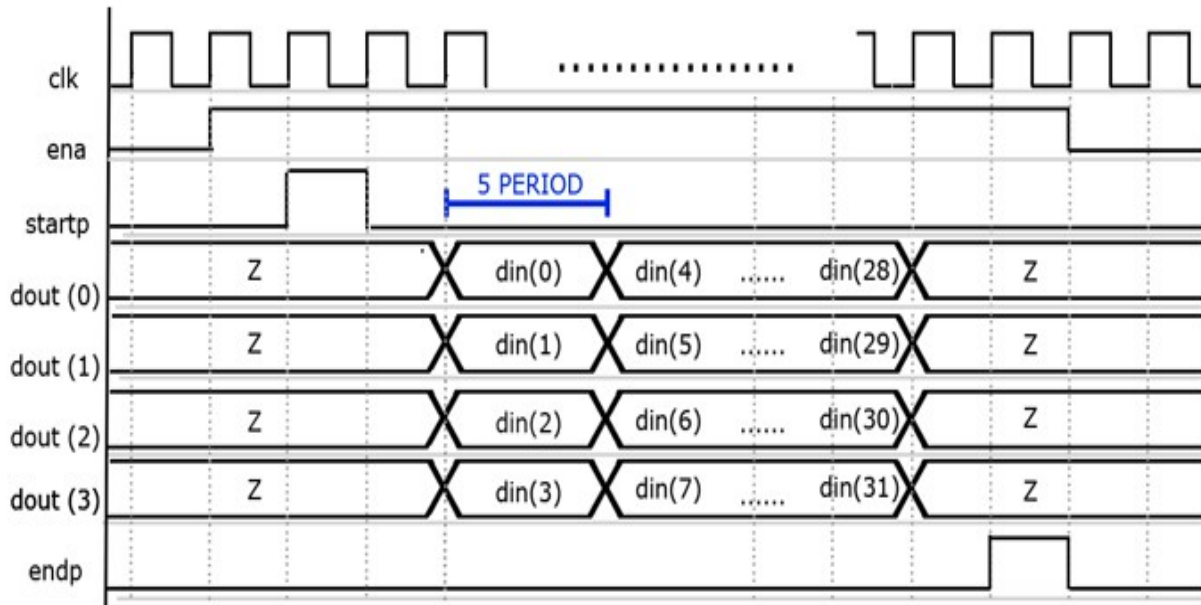 clk
ena
5 PERIOD
startp
Z din(0) din(4) ...... din(28) Z
dout (0)
Z din(1) din(5) ...... din(29) Z
dout (1)
Z din(2) din(6) ...... din(30) Z
dout (2)
Z din(3) din(7) ...... din(31) Z
dout (3)
endp